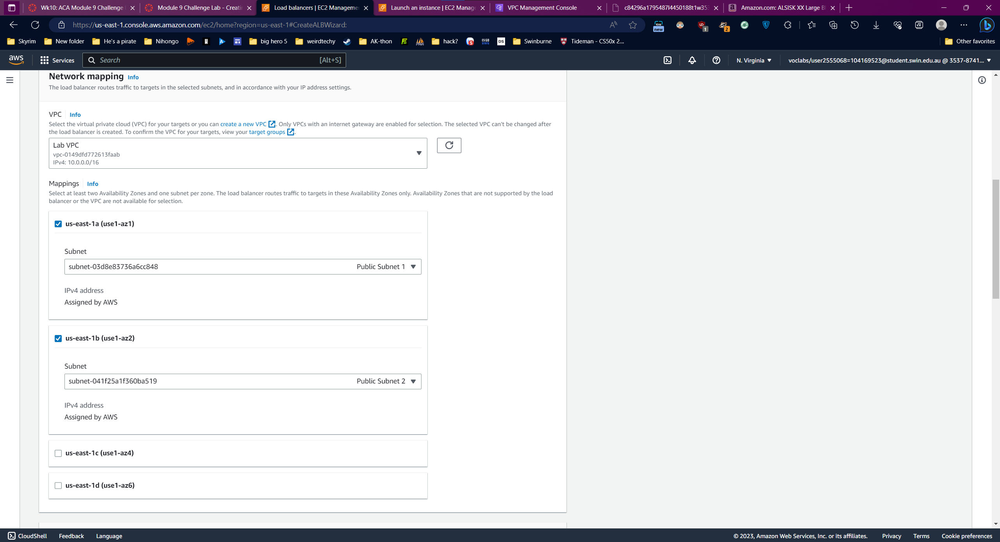 Wk10: ACA Module 9 Challenge
Module 9 Challenge Lab - Creati
Load balancers | EC2 Manageme
Launch an instance | EC2 Manag
VPC Management Console
c84296a1795487l4450188t1w353
Amazon.com: ALSISK XX Large B
https://us-east-1.console.aws.amazon.com/ec2/home?region=us-east-1#CreateALBWizard:
new
1
2
Skyrim
New folder
He's a pirate
Nihongo
big hero 5
weirdtechy
AK-thon
hack?
DS
Swinburne
Tideman - CS50x 2...
Other favorites
aws
Services
Search
[Alt+S]
N. Virginia
voclabs/user2555068=104169523@student.swin.edu.au @ 3537-8741...
Network mapping Info
The load balancer routes traffic to targets in the selected subnets, and in accordance with your IP address settings.
VPC Info
Select the virtual private cloud (VPC) for your targets or you can create a new VPC. Only VPCs with an internet gateway are enabled for selection. The selected VPC can't be changed after
the load balancer is created. To confirm the VPC for your targets, view your target groups.
Lab VPC
vpc-0149dfd772613faab
IPv4: 10.0.0.0/16
Mappings Info
Select at least two Availability Zones and one subnet per zone. The load balancer routes traffic to targets in these Availability Zones only. Availability Zones that are not supported by the load
balancer or the VPC are not available for selection.
us-east-1a (use1-az1)
Subnet
subnet-03d8e83736a6cc848 Public Subnet 1
IPv4 address
Assigned by AWS
us-east-1b (use1-az2)
Subnet
subnet-041f25a1f360ba519 Public Subnet 2
IPv4 address
Assigned by AWS
us-east-1c (use1-az4)
us-east-1d (use1-az6)
CloudShell
Feedback
Language
© 2023, Amazon Web Services, Inc. or its affiliates.
Privacy
Terms
Cookie preferences